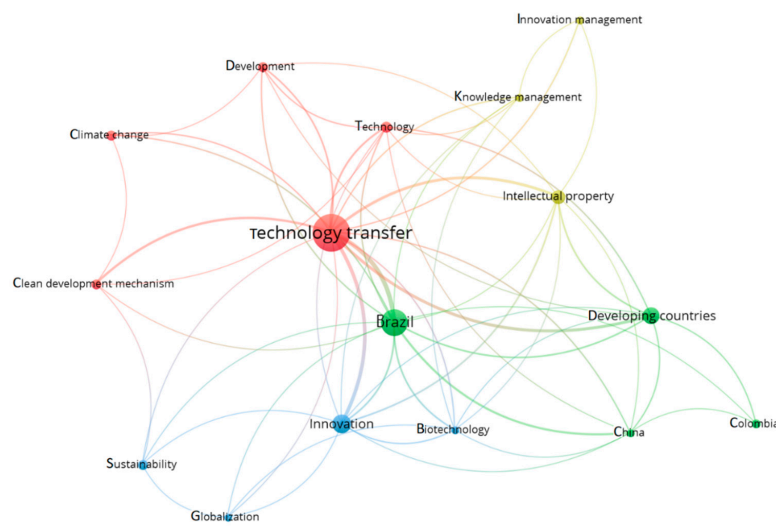 Innovation management
Development
Knowledge management
Climate change
Technology
Intellectual property
Technology transfer
Clean development mechanism
Brazil
Developing countries
Innovation
Biotechnology
China
Colombia
Sustainability
Globalization